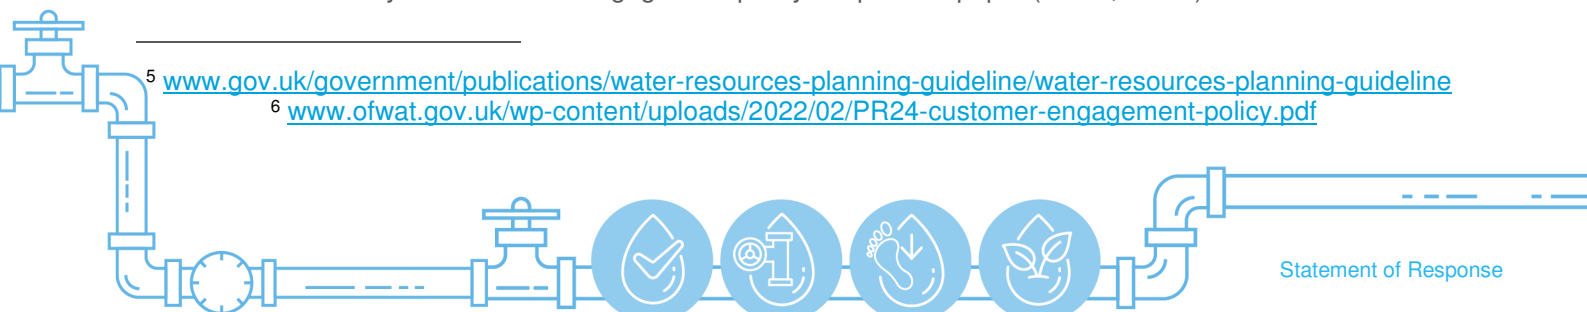 5 www.gov.uk/government/publications/water-resources-planning-guideline/water-resources-planning-guideline
6 www.ofwat.gov.uk/wp-content/uploads/2022/02/PR24-customer-engagement-policy.pdf
Statement of Response